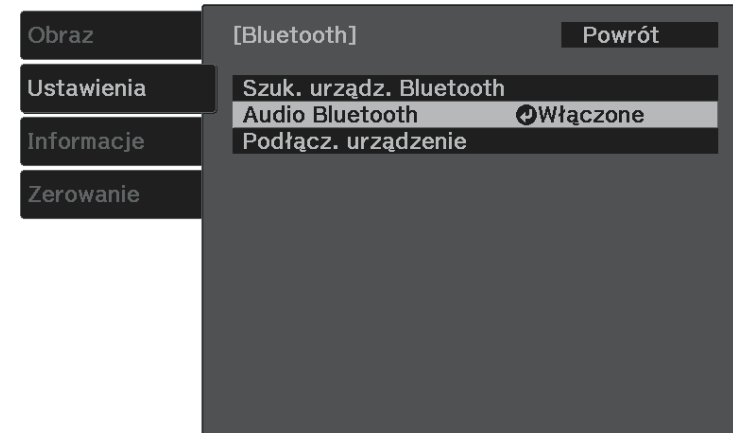 Obraz
Ustawienia
Informacje
Zerowanie
[Bluetooth]
Powrót
Szuk. urządz. Bluetooth
Audio Bluetooth Włączone
Podłącz. urządzenie